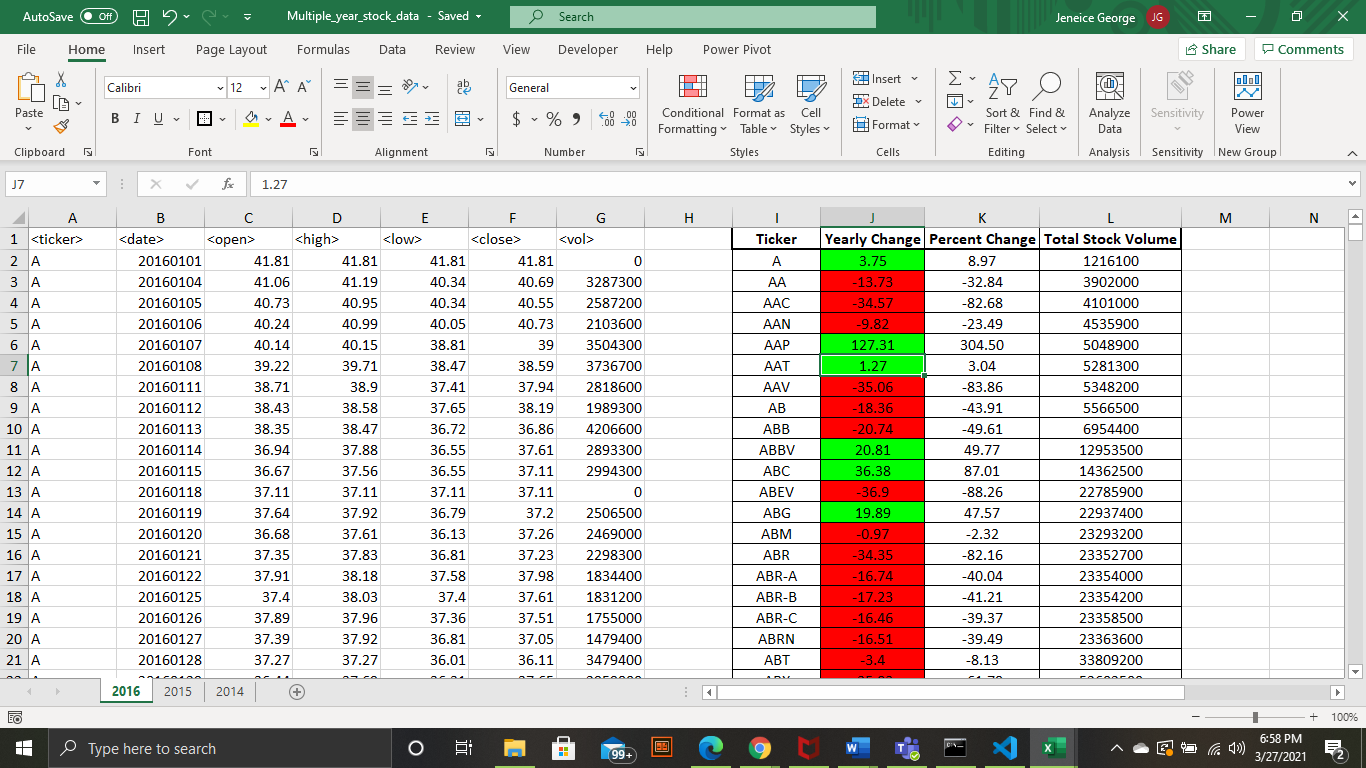 AutoSave Off Multiple_year_stock_data - Saved Search Jeneice George JG
File Home Insert Page Layout Formulas Data Review View Developer Help Power Pivot Share Comments
Calibri 12 General Insert
Paste Conditional Formatting Format as Table Cell Styles Delete Sort & Filter Find & Select Analyze Data Sensitivity Power View
B I U $ % Format
Clipboard Font Alignment Number Styles Cells Editing Analysis Sensitivity New Group
J7 fx 1.27
A B C D E F G H I J K L M N
1 <ticker> <date> <open> <high> <low> <close> <vol> Ticker Yearly Change Percent Change Total Stock Volume
2 A 20160101 41.81 41.81 41.81 41.81 0 A 3.75 8.97 1216100
3 A 20160104 41.06 41.19 40.34 40.69 3287300 AA -13.73 -32.84 3902000
4 A 20160105 40.73 40.95 40.34 40.55 2587200 AAC -34.57 -82.68 4101000
5 A 20160106 40.24 40.99 40.05 40.73 2103600 AAN -9.82 -23.49 4535900
6 A 20160107 40.14 40.15 38.81 39 3504300 AAP 127.31 304.50 5048900
7 A 20160108 39.22 39.71 38.47 38.59 3736700 AAT 1.27 3.04 5281300
8 A 20160111 38.71 38.9 37.41 37.94 2818600 AAV -35.06 -83.86 5348200
9 A 20160112 38.43 38.58 37.65 38.19 1989300 AB -18.36 -43.91 5566500
10 A 20160113 38.35 38.47 36.72 36.86 4206600 ABB -20.74 -49.61 6954400
11 A 20160114 36.94 37.88 36.55 37.61 2893300 ABBV 20.81 49.77 12953500
12 A 20160115 36.67 37.56 36.55 37.11 2994300 ABC 36.38 87.01 14362500
13 A 20160118 37.11 37.11 37.11 37.11 0 ABEV -36.9 -88.26 22785900
14 A 20160119 37.64 37.92 36.79 37.2 2506500 ABG 19.89 47.57 22937400
15 A 20160120 36.68 37.61 36.13 37.26 2469000 ABM -0.97 -2.32 23293200
16 A 20160121 37.35 37.83 36.81 37.23 2298300 ABR -34.35 -82.16 23352700
17 A 20160122 37.91 38.18 37.58 37.98 1834400 ABR-A -16.74 -40.04 23354000
18 A 20160125 37.4 38.03 37.4 37.61 1831200 ABR-B -17.23 -41.21 23354200
19 A 20160126 37.89 37.96 37.36 37.51 1755000 ABR-C -16.46 -39.37 23358500
20 A 20160127 37.39 37.92 36.81 37.05 1479400 ABRN -16.51 -39.49 23363600
21 A 20160128 37.27 37.27 36.01 36.11 3479400 ABT -3.4 -8.13 33809200
2016 2015 2014
100%
Type here to search 99+ 6:58 PM
3/27/2021 2